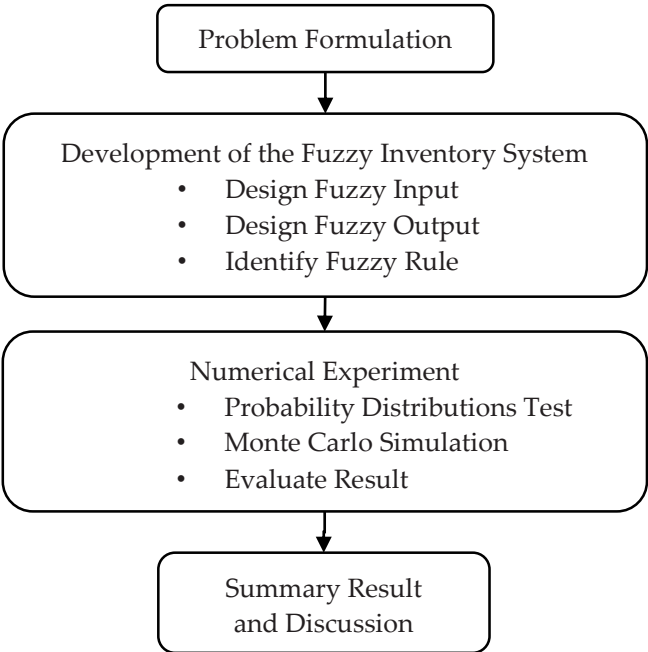 Problem Formulation
Development of the Fuzzy Inventory System
• Design Fuzzy Input
• Design Fuzzy Output
• Identify Fuzzy Rule
Numerical Experiment
• Probability Distributions Test
• Monte Carlo Simulation
• Evaluate Result
Summary Result
and Discussion